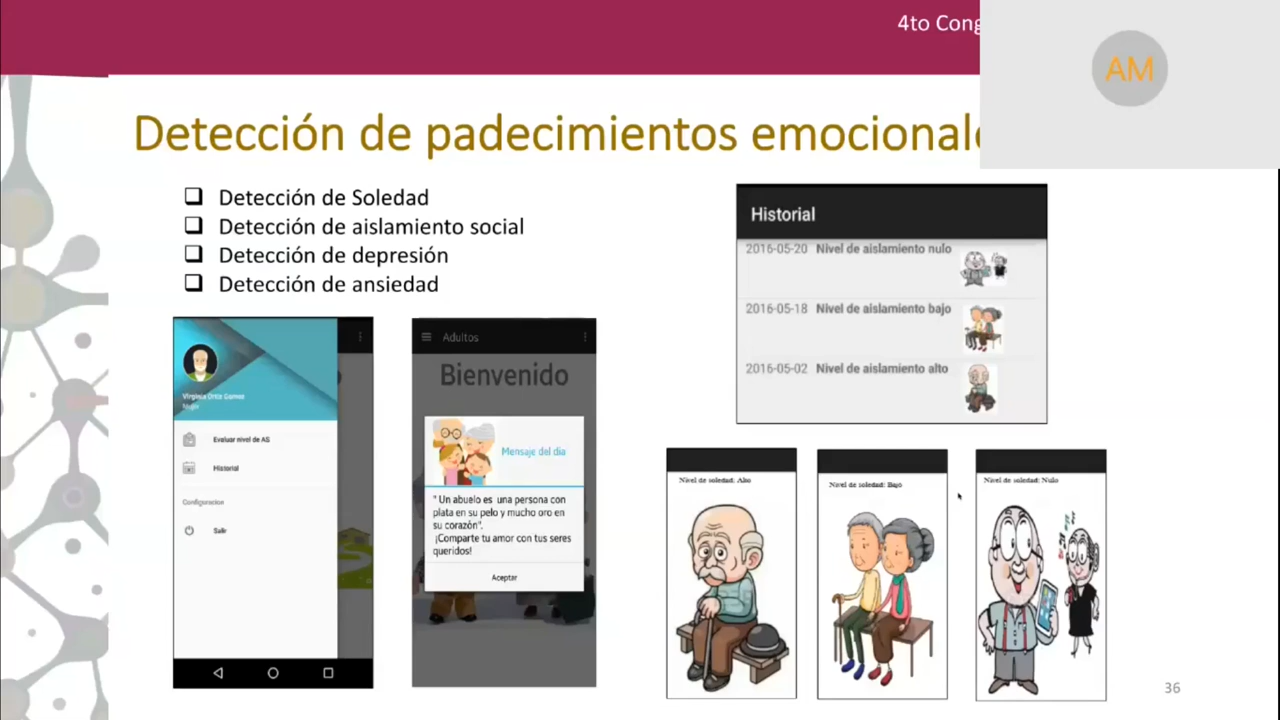 4to Cong
AM
Detección de padecimientos emocionale
Detección de Soledad
Detección de aislamiento social
Detección de depresión
Detección de ansiedad
Historial
2016-05-20 Nivel de aislamiento nulo
2016-05-18 Nivel de aislamiento bajo
2016-05-02 Nivel de aislamiento alto
Virginia Ortiz Gomez
Mujer
Evaluar nivel de AS
Historial
Configuracion
Salir
Adultos
Bienvenido
Mensaje del dia
" Un abuelo es una persona con
plata en su pelo y mucho oro en
su corazón".
¡Comparte tu amor con tus seres
queridos!
Aceptar
Nivel de soledad: Alto
Nivel de soledad: Bajo
Nivel de soledad: Nulo
36